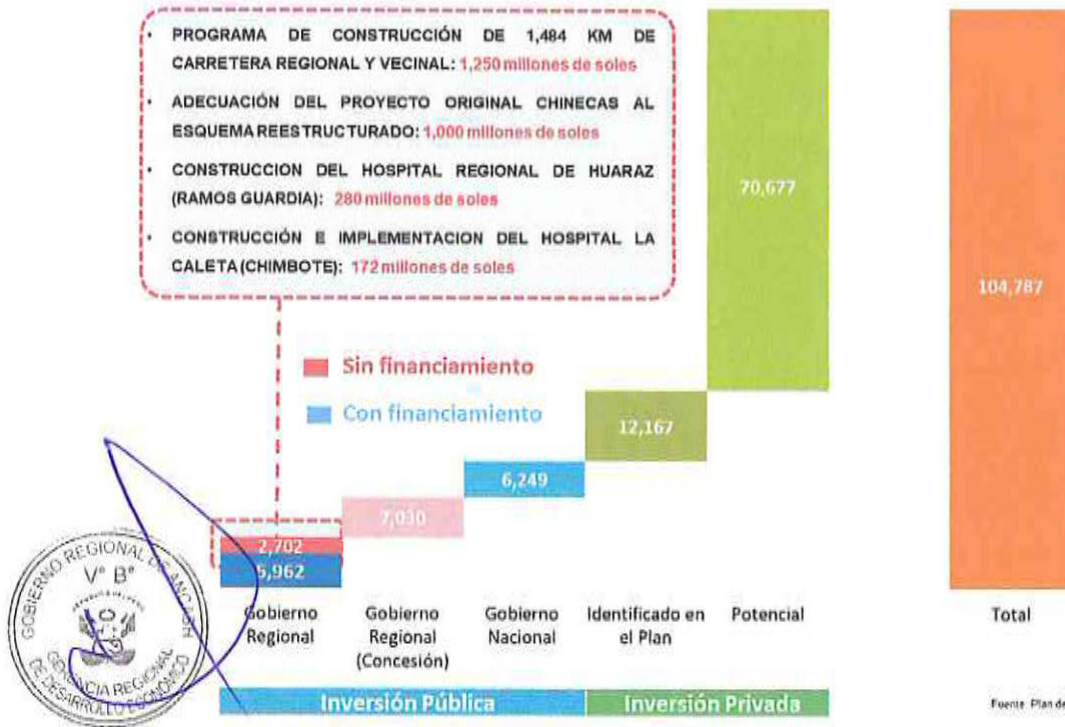 • PROGRAMA DE CONSTRUCCIÓN DE 1,484 KM DE
CARRETERA REGIONAL Y VECINAL: 1,250 millones de soles
• ADECUACIÓN DEL PROYECTO ORIGINAL CHINECAS AL
ESQUEMA REESTRUCTURADO: 1,000 millones de soles
• CONSTRUCCION DEL HOSPITAL REGIONAL DE HUARAZ
(RAMOS GUARDIA): 280 millones de soles
• CONSTRUCCIÓN E IMPLEMENTACION DEL HOSPITAL LA
CALETA (CHIMBOTE): 172 millones de soles
70,677
104,787
Sin financiamiento
Con financiamiento
12,167
6,249
7,030
2,702
5,962
GOBIERNO REGIONAL DE ANCASH
V° B°
GERENCIA REGIONAL
DE DESARROLLO ECONOMICO
Gobierno Regional
Gobierno Regional (Concesión)
Gobierno Nacional
Identificado en el Plan
Potencial
Total
Inversión Pública
Inversión Privada
Fuente: Plan de